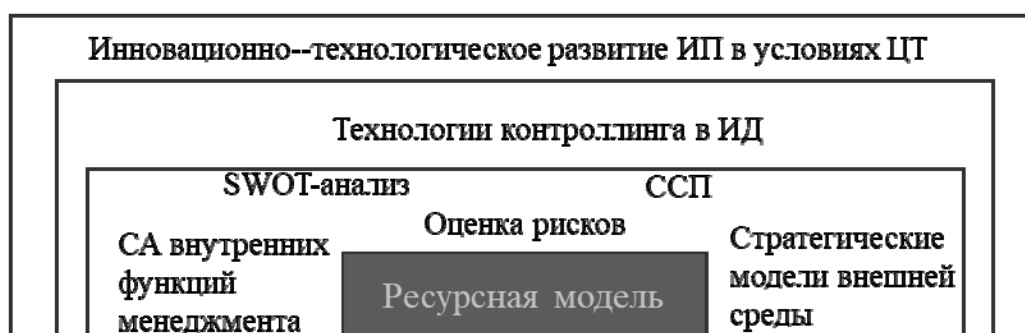 Инновационно--технологическое развитие ИП в условиях ЦТ
Технологии контроллинга в ИД
SWOT-анализ
ССП
Оценка рисков
СА внутренних
функций
менеджмента
Ресурсная модель
Стратегические
модели внешней
среды